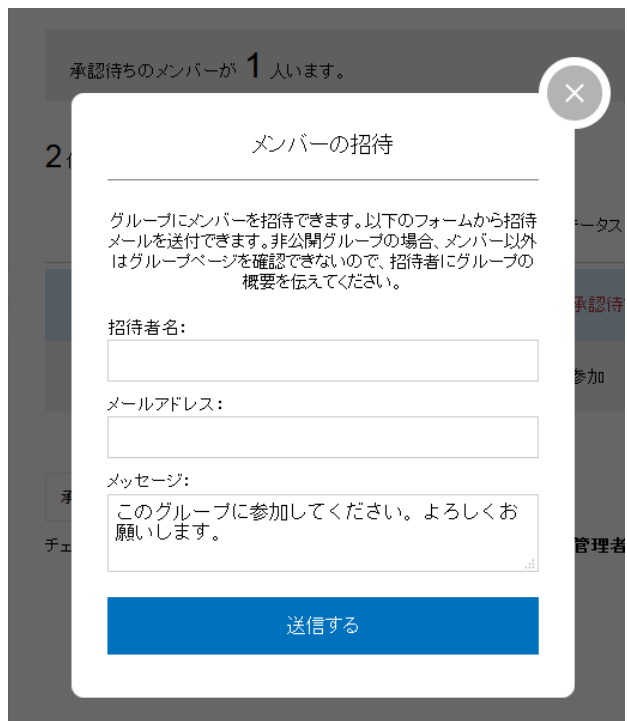 承認待ちのメンバーが 1 人います。
メンバーの招待
2
グループにメンバーを招待できます。以下のフォームから招待
メールを送付できます。非公開グループの場合、メンバー以外
はグループページを確認できないので、招待者にグループの
概要を伝えてください。
ータス
承認待
招待者名：
参加
メールアドレス：
メッセージ：
このグループに参加してください。よろしくお
願いします。
チェ
管理者
送信する